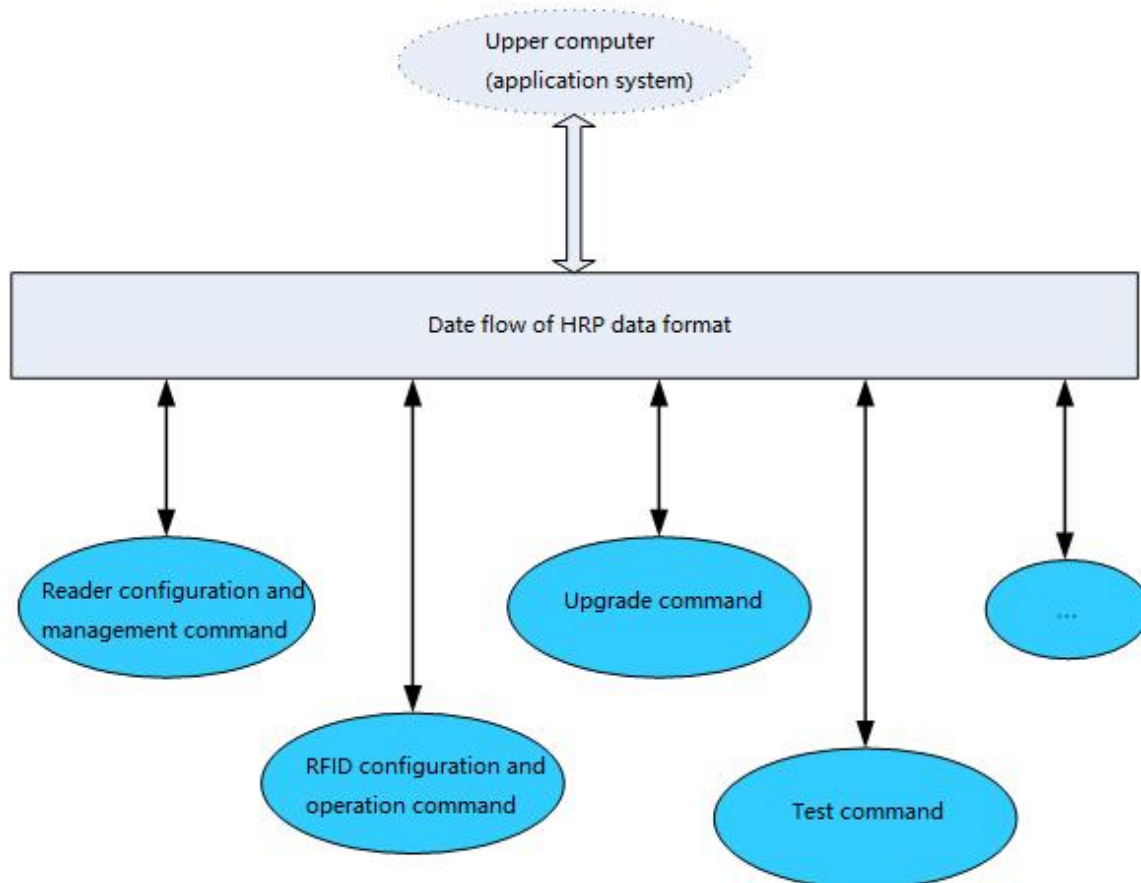 Upper computer
(application system)
Date flow of HRP data format
Reader configuration and
management command
Upgrade command
...
RFID configuration and
operation command
Test command